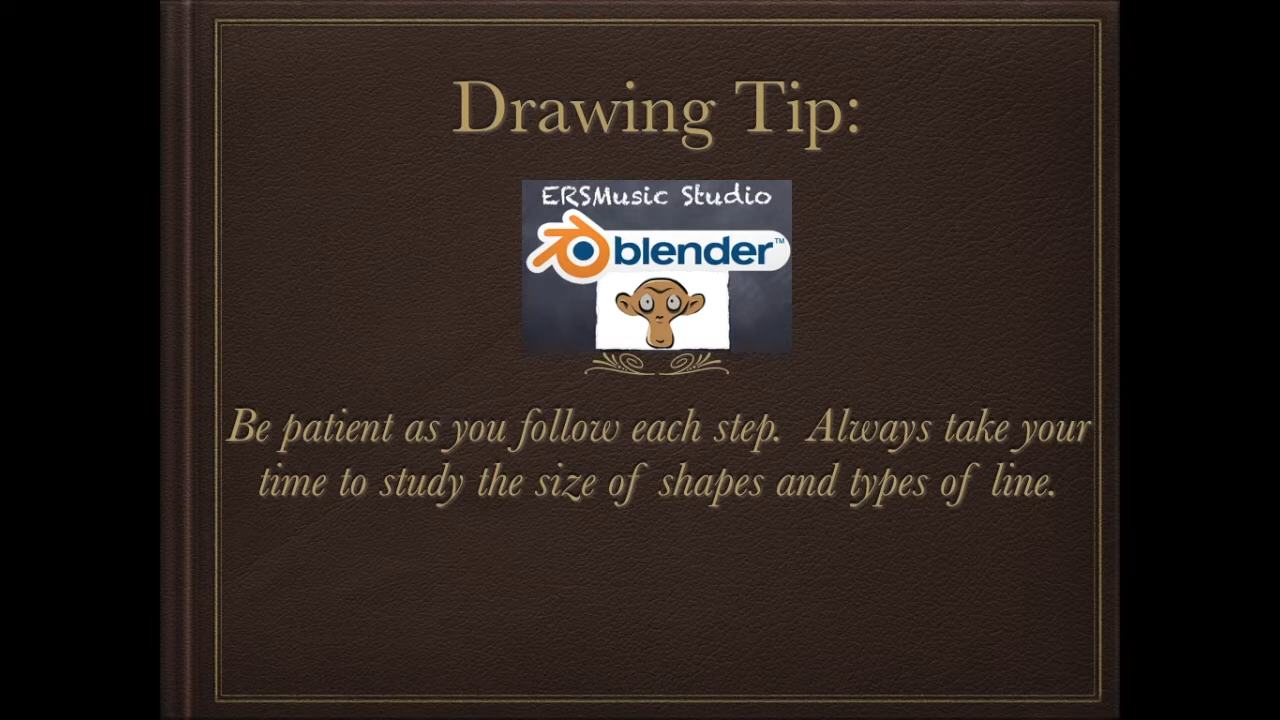 Drawing Tip:
ERSMusic Studio
blender™
Be patient as you follow each step.  Always take your
time to study the size of shapes and types of line.